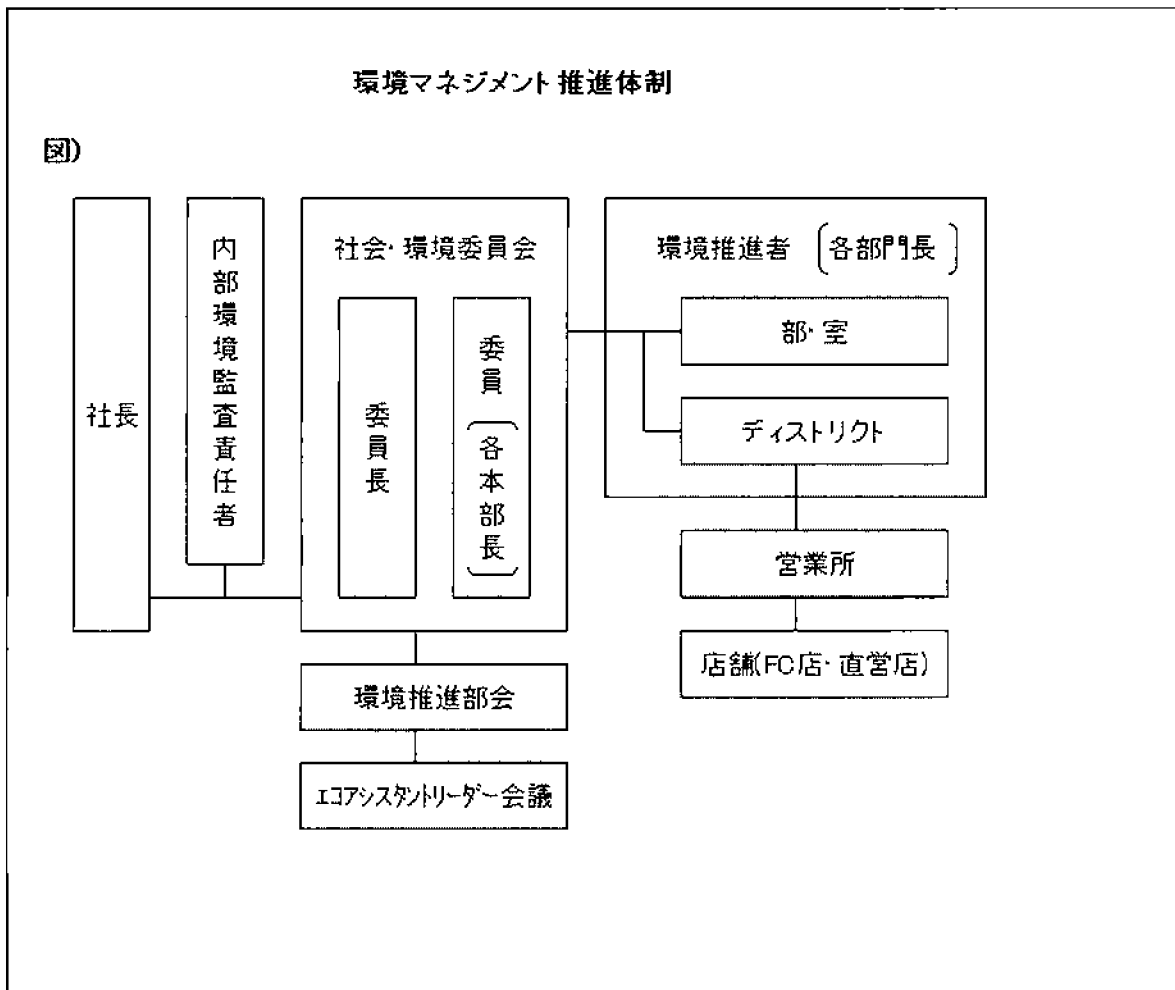 環境マネジメント推進体制
図)
社長
内部環境監査責任者
社会・環境委員会
委員長
委員(各本部長)
環境推進者(各部門長)
部・室
ディストリクト
営業所
店舗(FC店・直営店)
環境推進部会
エコアシスタントリーダー会議